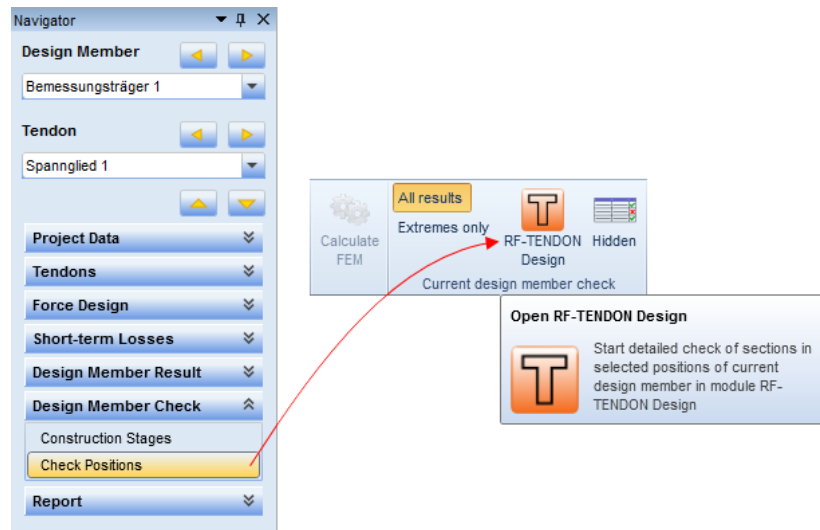 Navigator
Design Member
Bemessungsträger 1
Tendon
Spannglied 1
Project Data
Tendons
Force Design
Short-term Losses
Design Member Result
Design Member Check
Construction Stages
Check Positions
Report
Calculate
FEM
All results
Extremes only
RF-TENDON
Design
Hidden
Current design member check
Open RF-TENDON Design
Start detailed check of sections in
selected positions of current
design member in module RF-
TENDON Design